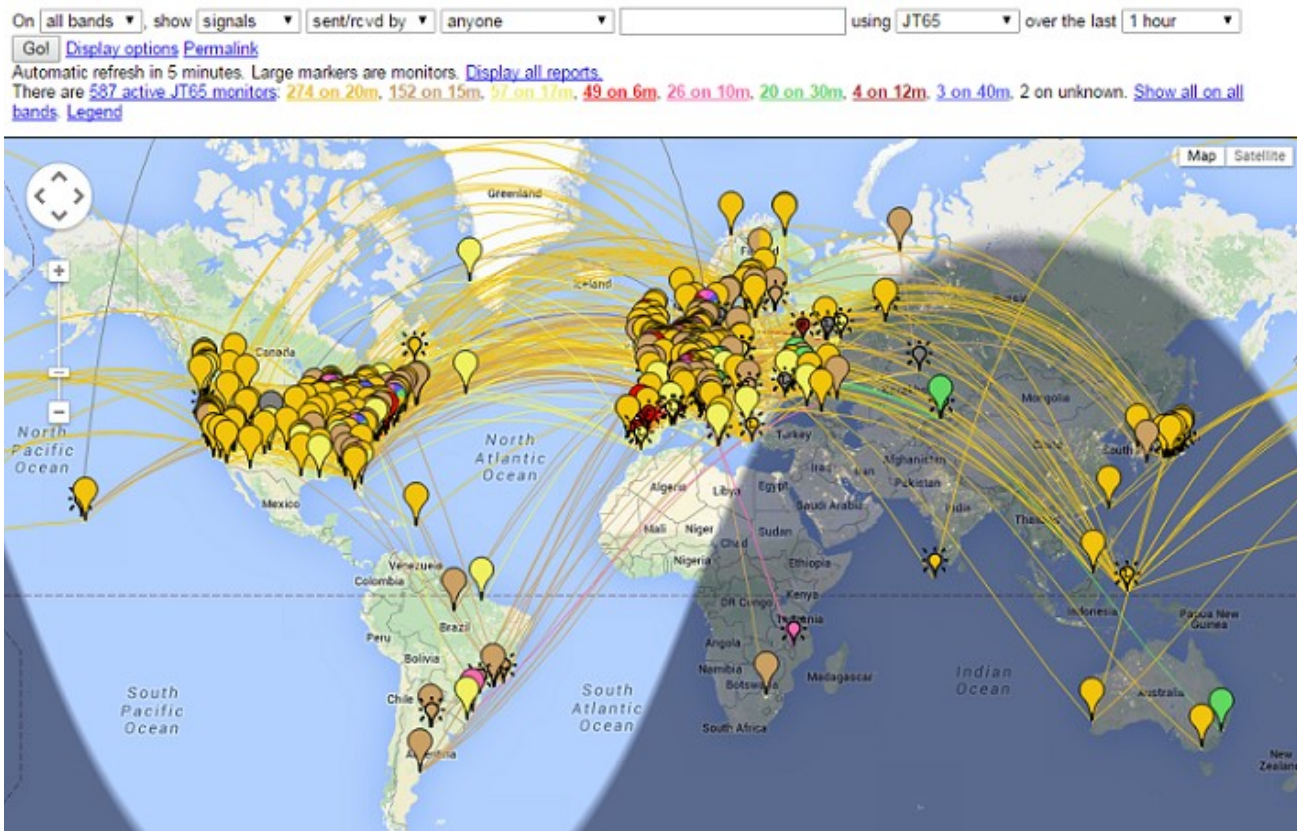 On all bands , show signals sent/rcvd by anyone using JT65 over the last 1 hour
Go! Display options Permalink
Automatic refresh in 5 minutes. Large markers are monitors. Display all reports.
There are 587 active JT65 monitors: 274 on 20m, 152 on 15m, 57 on 17m, 49 on 6m, 26 on 10m, 20 on 30m, 4 on 12m, 3 on 40m, 2 on unknown. Show all on all
bands. Legend
Map Satellite
Greenland
Iceland
Canada
North
Pacific
Ocean
North
Atlantic
Ocean
Mongolia
South
Turkey
Iraq
Iran
Afghanistan
Pakistan
Mexico
Algeria
Libya
Egypt
Saudi Arabia
India
Mali
Niger
Chad
Sudan
Nigeria
Ethiopia
Venezuela
Colombia
DR Congo
Kenya
Indonesia
Papua New
Guinea
Brazil
Peru
Angola
Bolivia
Namibia
Madagascar
Indian
Ocean
Australia
South
Pacific
Ocean
Chile
South
Atlantic
Ocean
South Africa
New
Zealand